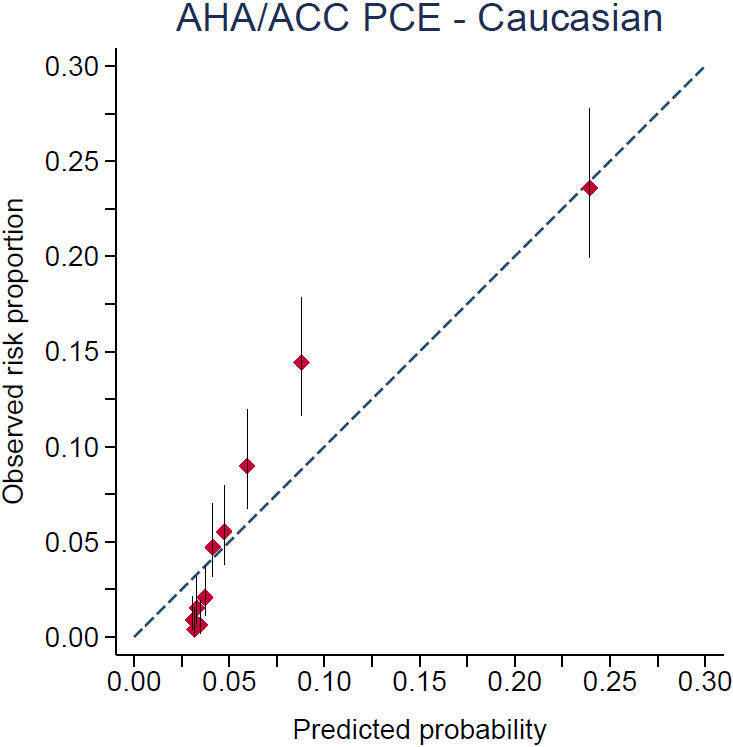 AHA/ACC PCE - Caucasian
Observed risk proportion
0.30
0.25
0.20
0.15
0.10
0.05
0.00
0.00 0.05 0.10 0.15 0.20 0.25 0.30
Predicted probability